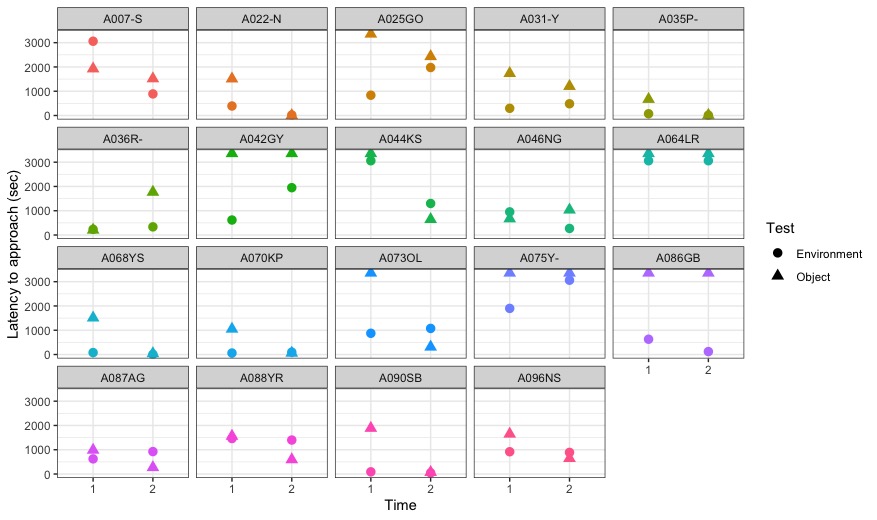 A007-S A022-N A025GO A031-Y A035P-
3000
2000
1000
0
A036R- A042GY A044KS A046NG A064LR
3000
2000
1000
0
A068YS A070KP A073OL A075Y- A086GB
3000
2000
1000
0
1 2
A087AG A088YR A090SB A096NS
3000
2000
1000
0
1 2 1 2 1 2 1 2
Time
Latency to approach (sec)
Test
Environment
Object